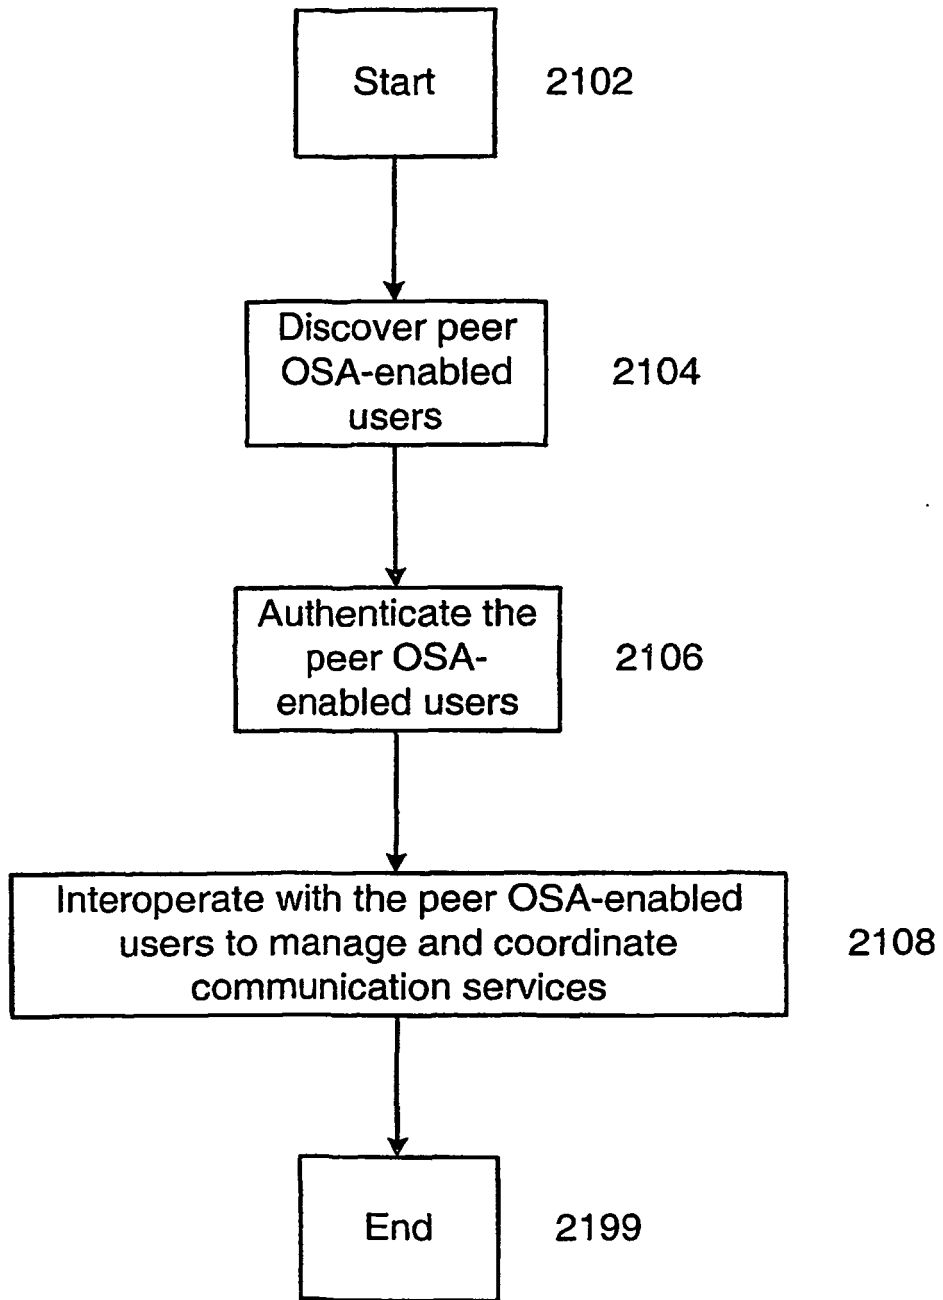 Start
2102
Discover peer
OSA-enabled
users
2104
Authenticate the
peer OSA-
enabled users
2106
Interoperate with the peer OSA-enabled
users to manage and coordinate
communication services
2108
End
2199